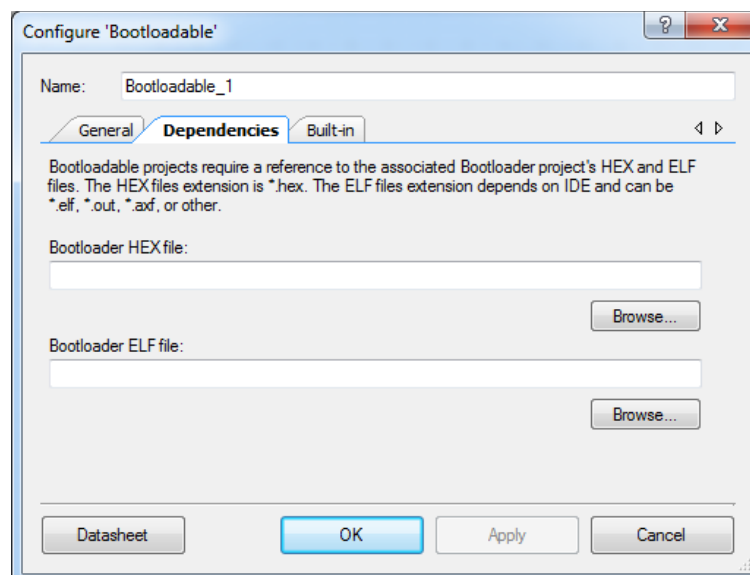 Configure 'Bootloadable'
Name: Bootloadable_1
General Dependencies Built-in
Bootloadable projects require a reference to the associated Bootloader project's HEX and ELF
files. The HEX files extension is *.hex. The ELF files extension depends on IDE and can be
*.elf, *.out, *.axf, or other.
Bootloader HEX file:
Browse...
Bootloader ELF file:
Browse...
Datasheet OK Apply Cancel